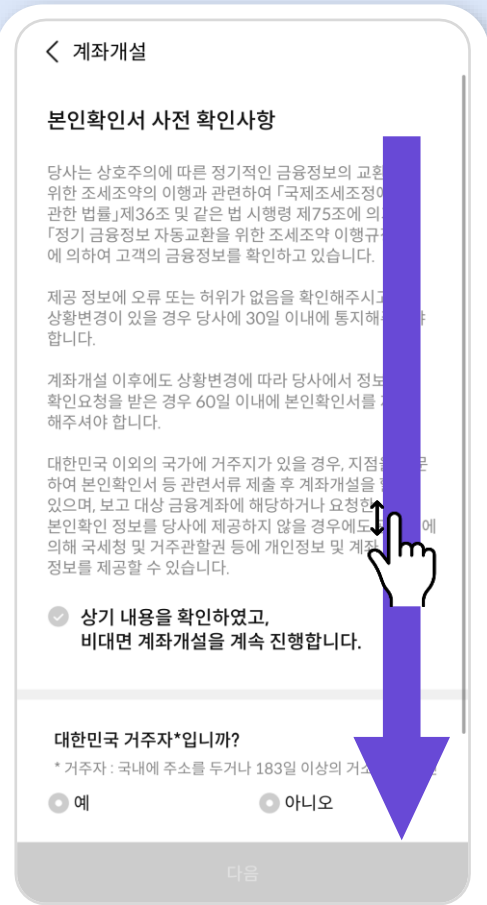 계좌개설
본인확인서 사전 확인사항
당사는 상호주의에 따른 정기적인 금융정보의 교환
위한 조세조약의 이행과 관련하여 「국제조세조정에
관한 법률」제36조 및 같은 법 시행령 제75조에 의
「정기 금융정보 자동교환을 위한 조세조약 이행규
에 의하여 고객의 금융정보를 확인하고 있습니다.
제공 정보에 오류 또는 허위가 없음을 확인해주시고
상황변경이 있을 경우 당사에 30일 이내에 통지해
합니다.
계좌개설 이후에도 상황변경에 따라 당사에서 정보
확인요청을 받은 경우 60일 이내에 본인확인서를
해주셔야 합니다.
대한민국 이외의 국가에 거주지가 있을 경우, 지점을
하여 본인확인서 등 관련서류 제출 후 계좌개설을
있으며, 보고 대상 금융계좌에 해당하거나 요청한
본인확인 정보를 당사에 제공하지 않을 경우에도 에
의해 국세청 및 거주관할권 등에 개인정보 및 계좌
정보를 제공할 수 있습니다.
상기 내용을 확인하였고,
비대면 계좌개설을 계속 진행합니다.
대한민국 거주자*입니까?
* 거주자 : 국내에 주소를 두거나 183일 이상의 거소
예
아니오
다음